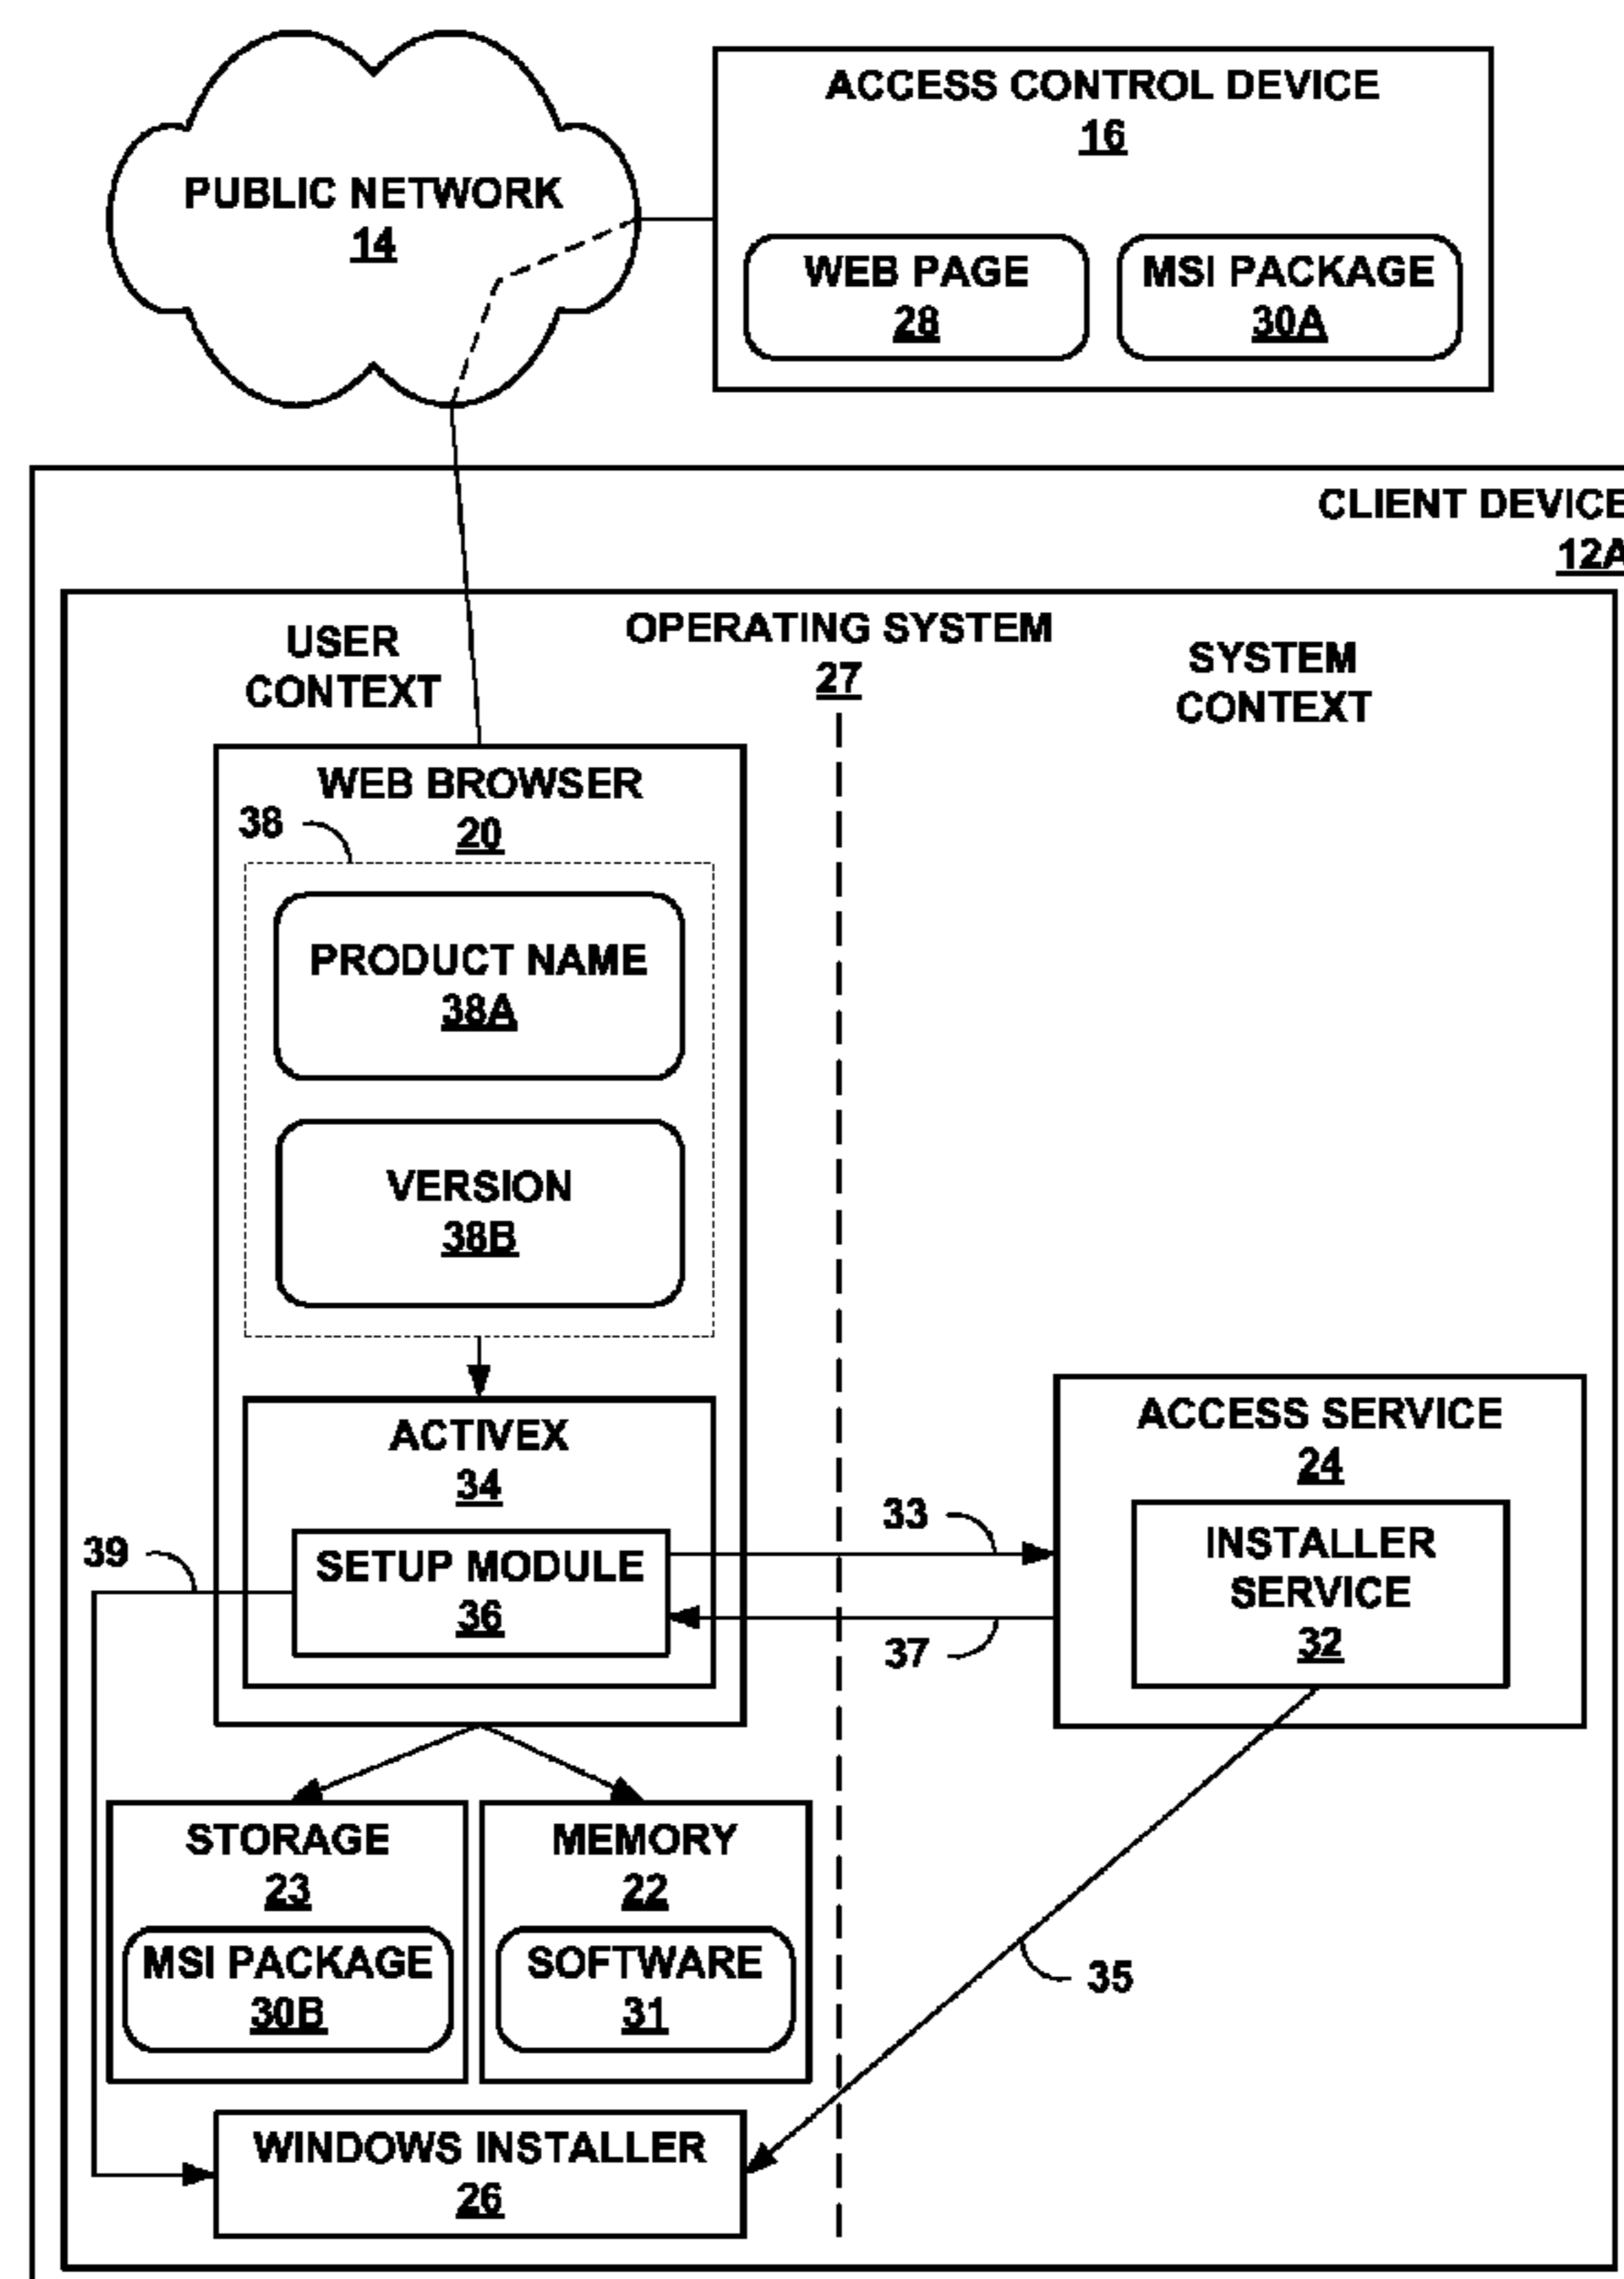 PUBLIC NETWORK
14
ACCESS CONTROL DEVICE
16
WEB PAGE
28
MSI PACKAGE
30A
CLIENT DEVICE
12A
OPERATING SYSTEM
27
USER
CONTEXT
SYSTEM
CONTEXT
WEB BROWSER
20
38
PRODUCT NAME
38A
VERSION
38B
ACTIVEX
34
SETUP MODULE
36
39
33
37
ACCESS SERVICE
24
INSTALLER
SERVICE
32
STORAGE
23
MSI PACKAGE
30B
MEMORY
22
SOFTWARE
31
35
WINDOWS INSTALLER
26